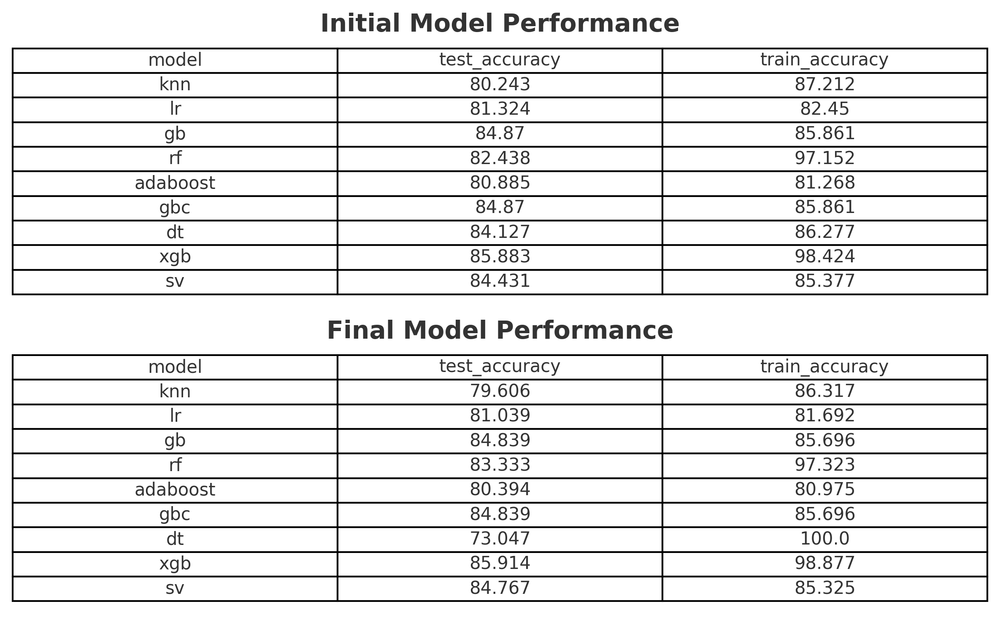 Initial Model Performance
model test_accuracy train_accuracy
knn 80.243 87.212
lr 81.324 82.45
gb 84.87 85.861
rf 82.438 97.152
adaboost 80.885 81.268
gbc 84.87 85.861
dt 84.127 86.277
xgb 85.883 98.424
sv 84.431 85.377
Final Model Performance
model test_accuracy train_accuracy
knn 79.606 86.317
lr 81.039 81.692
gb 84.839 85.696
rf 83.333 97.323
adaboost 80.394 80.975
gbc 84.839 85.696
dt 73.047 100.0
xgb 85.914 98.877
sv 84.767 85.325